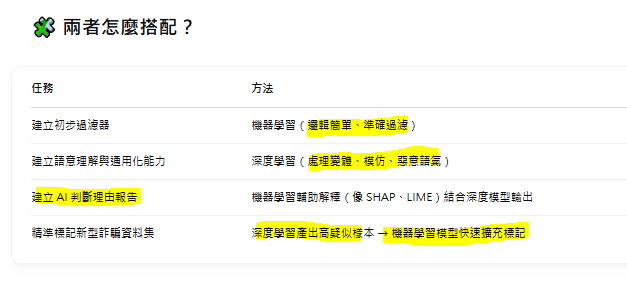 兩者怎麼搭配？
任務 方法
建立初步過濾器 機器學習（邏輯簡單、準確過濾）
建立語意理解與通用化能力 深度學習（處理變體、模仿、惡意語氣）
建立 AI 判斷理由報告 機器學習輔助解釋（像 SHAP、LIME）結合深度模型輸出
精準標記新型詐騙資料集 深度學習產出高疑似樣本 → 機器學習模型快速擴充標記